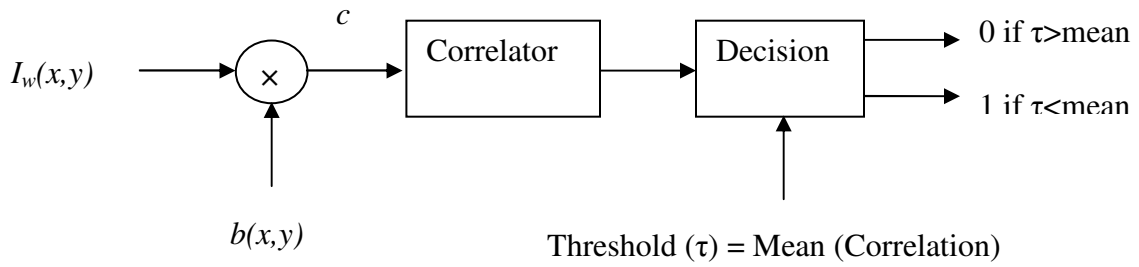 c
I_w(x,y)
×
Correlator
Decision
0 if τ>mean
1 if τ<mean
b(x,y)
Threshold (τ) = Mean (Correlation)